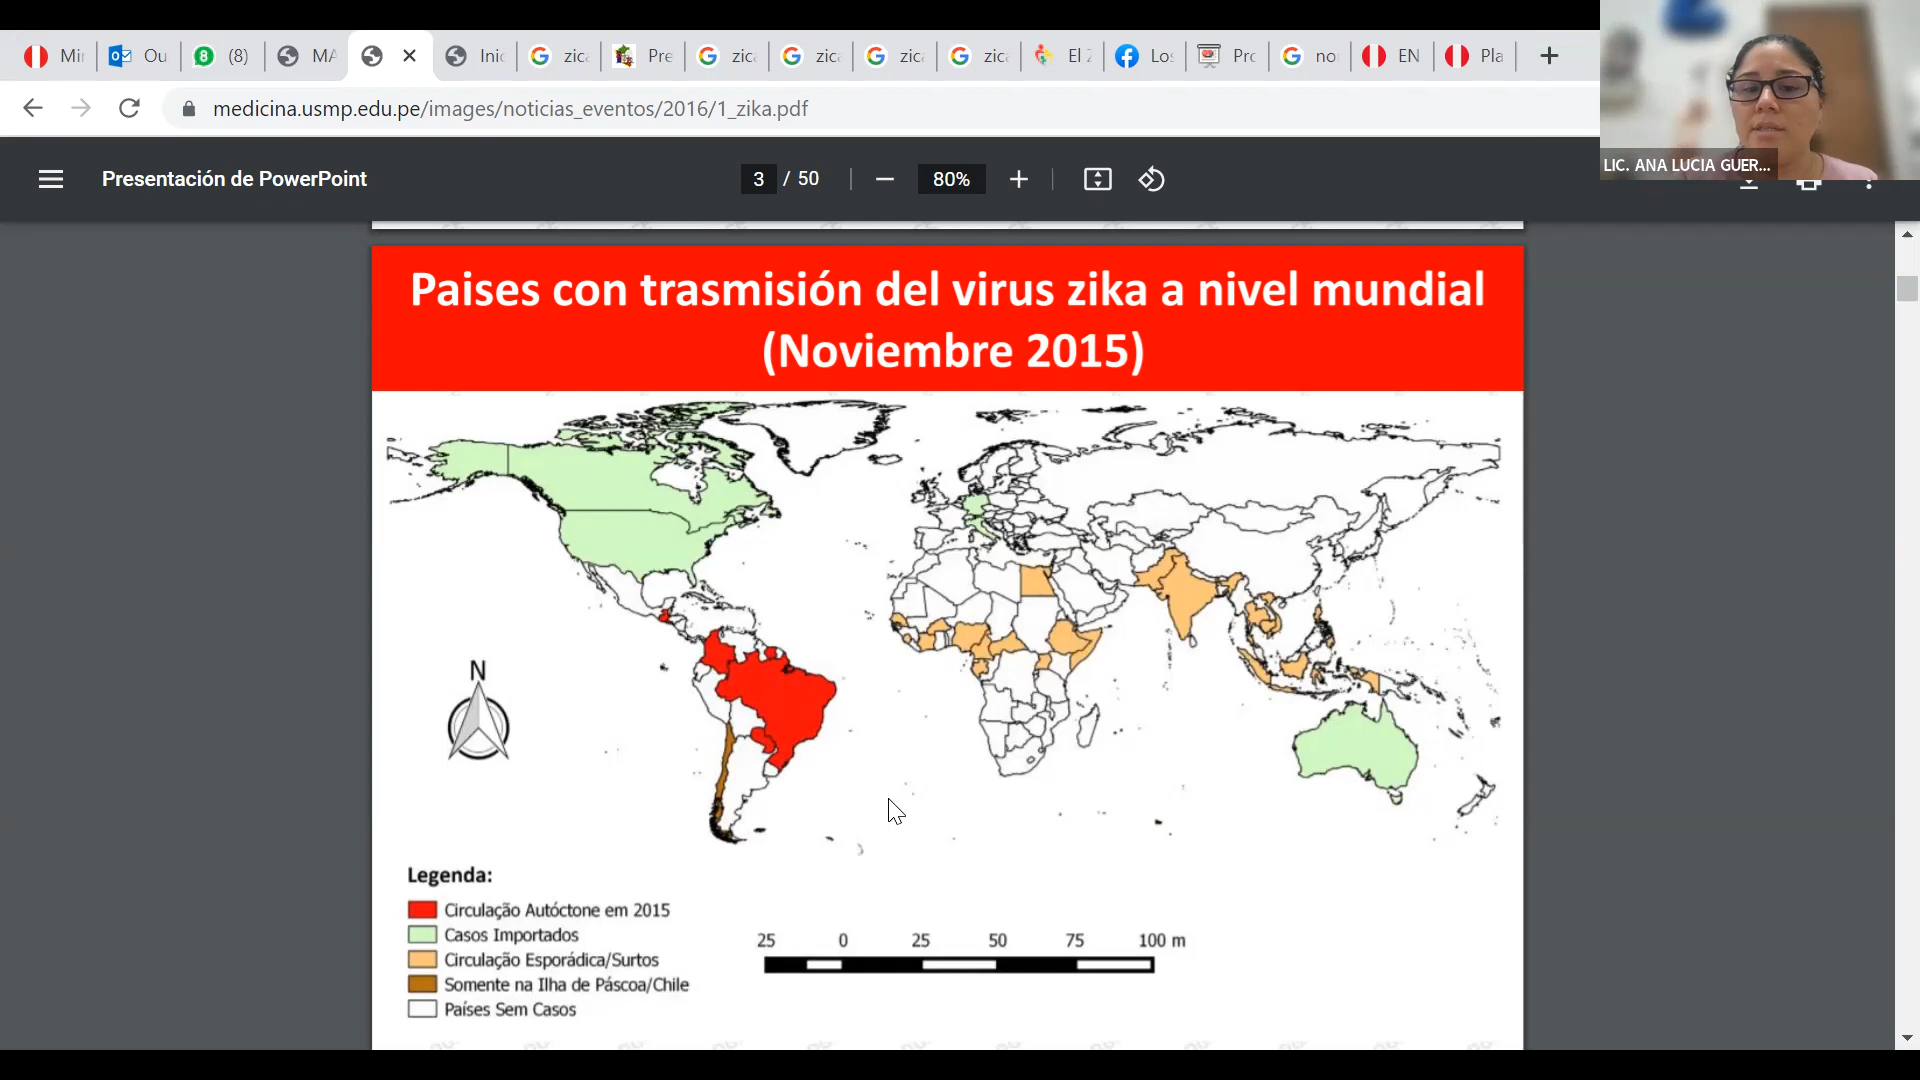 Mi
Ou
(8)
MA
Inic
zic
Pre
zic
zic
zic
zic
El Z
Los
Pro
no
EN
Pla
medicina.usmp.edu.pe/images/noticias_eventos/2016/1_zika.pdf
LIC. ANA LUCIA GUER...
Presentación de PowerPoint
3 / 50
80%
Paises con trasmisión del virus zika a nivel mundial
(Noviembre 2015)
N
Legenda:
Circulação Autóctone em 2015
Casos Importados
Circulação Esporádica/Surtos
Somente na Ilha de Páscoa/Chile
Países Sem Casos
25 0 25 50 75 100 m